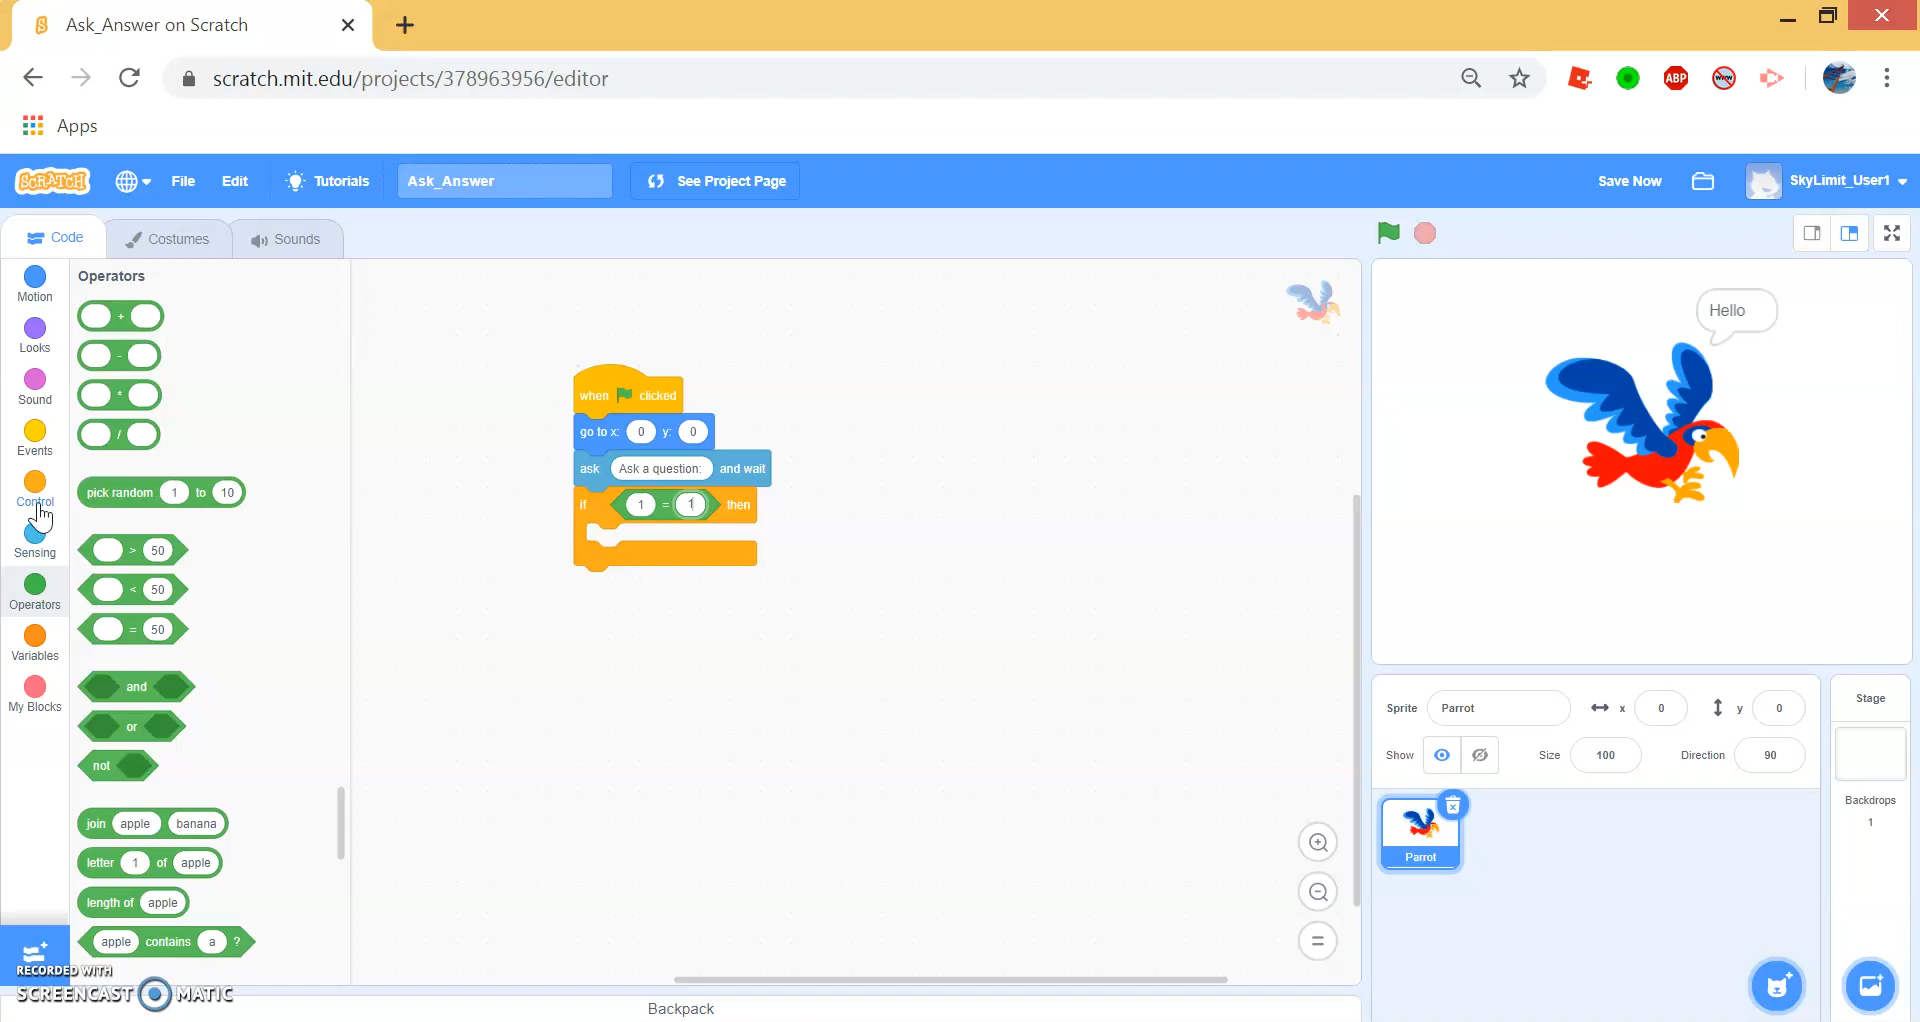 Ask_Answer on Scratch
scratch.mit.edu/projects/378963956/editor
ABP
Apps
SCRATCH
File
Edit
Tutorials
Ask_Answer
See Project Page
Save Now
SkyLimit_User1
Code
Costumes
Sounds
Motion
Looks
Sound
Events
Control
Sensing
Operators
Variables
My Blocks
Operators
+
-
*
/
pick random 1 to 10
> 50
< 50
= 50
and
or
not
join apple banana
letter 1 of apple
length of apple
apple contains a ?
when clicked
go to x: 0 y: 0
ask Ask a question: and wait
if 1 = 1 then
Hello
Sprite Parrot x 0 y 0
Show Size 100 Direction 90
Parrot
Stage
Backdrops
1
Backpack
RECORDED WITH
SCREENCAST MATIC